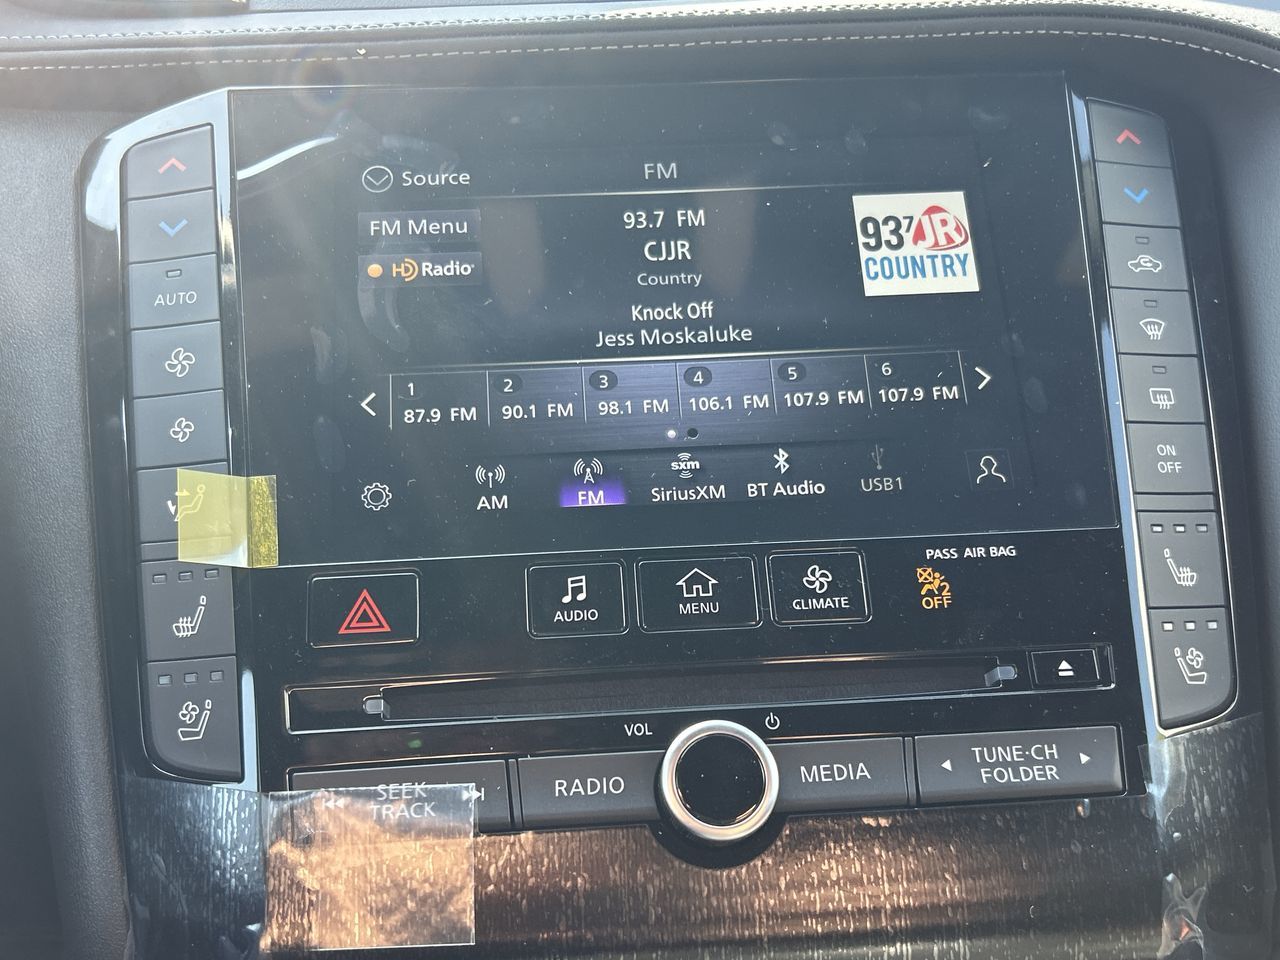 Source
FM
FM Menu
HD Radio
93.7 FM
CJJR
Country
Knock Off
Jess Moskaluke
93⁷ JR
COUNTRY
1
87.9 FM
2
90.1 FM
3
98.1 FM
4
106.1 FM
5
107.9 FM
6
107.9 FM
AM
FM
sxm
SiriusXM
BT Audio
USB1
AUTO
ON
OFF
AUDIO
MENU
CLIMATE
PASS AIR BAG
2
OFF
VOL
SEEK
TRACK
RADIO
MEDIA
TUNE·CH
FOLDER